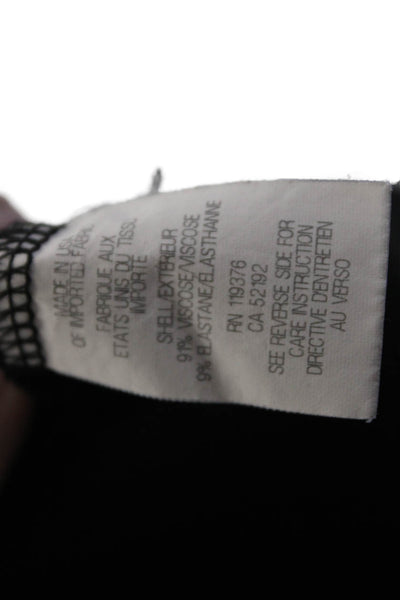 MADE IN USA
OF IMPORTED FABRIC
FABRIQUE AUX
ETATS UNIS DU TISSU
IMPORTE
SHELL/EXTERIEUR
91% VISCOSE/VISCOSE
9% ELASTANE/ELASTHANNE
RN 119376
CA 52192
SEE REVERSE SIDE FOR
CARE INSTRUCTION
DIRECTIVE D'ENTRETIEN
AU VERSO